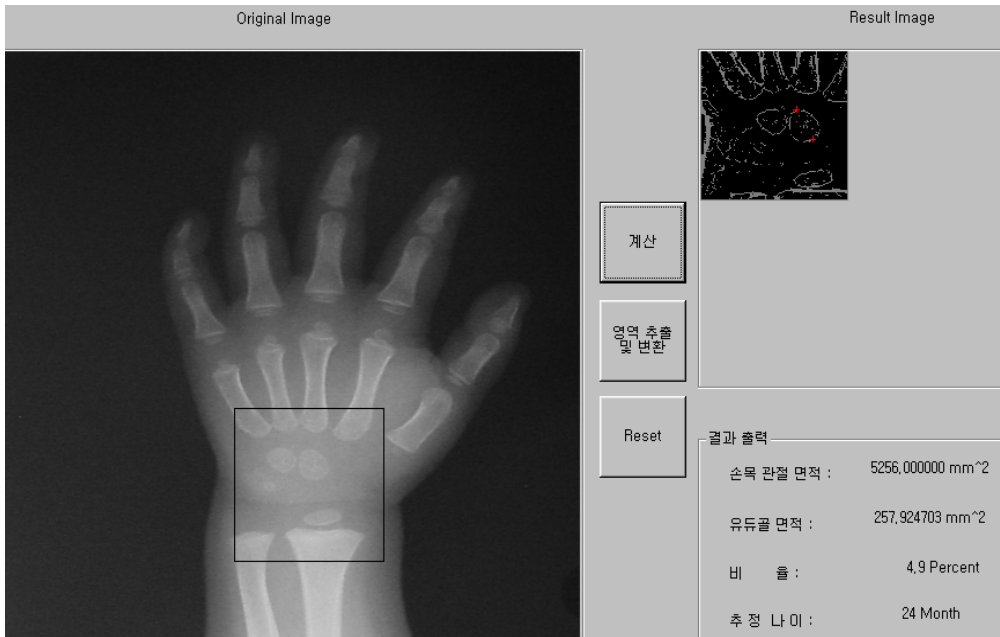 Original Image
Result Image
계산
영역 추출
및 변환
Reset
결과 출력
손목 관절 면적 : 5256,000000 mm^2
유듀골 면적 : 257,924703 mm^2
비 율 : 4,9 Percent
추 정 나 이 : 24 Month